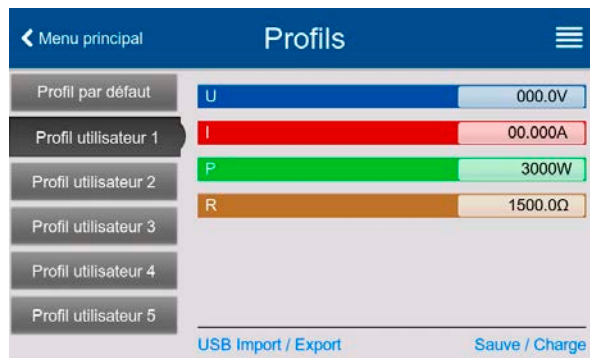 Menu principal
Profils
Profil par défaut
Profil utilisateur 1
Profil utilisateur 2
Profil utilisateur 3
Profil utilisateur 4
Profil utilisateur 5
U 000.0V
I 00.000A
P 3000W
R 1500.0Ω
USB Import / Export
Sauve / Charge